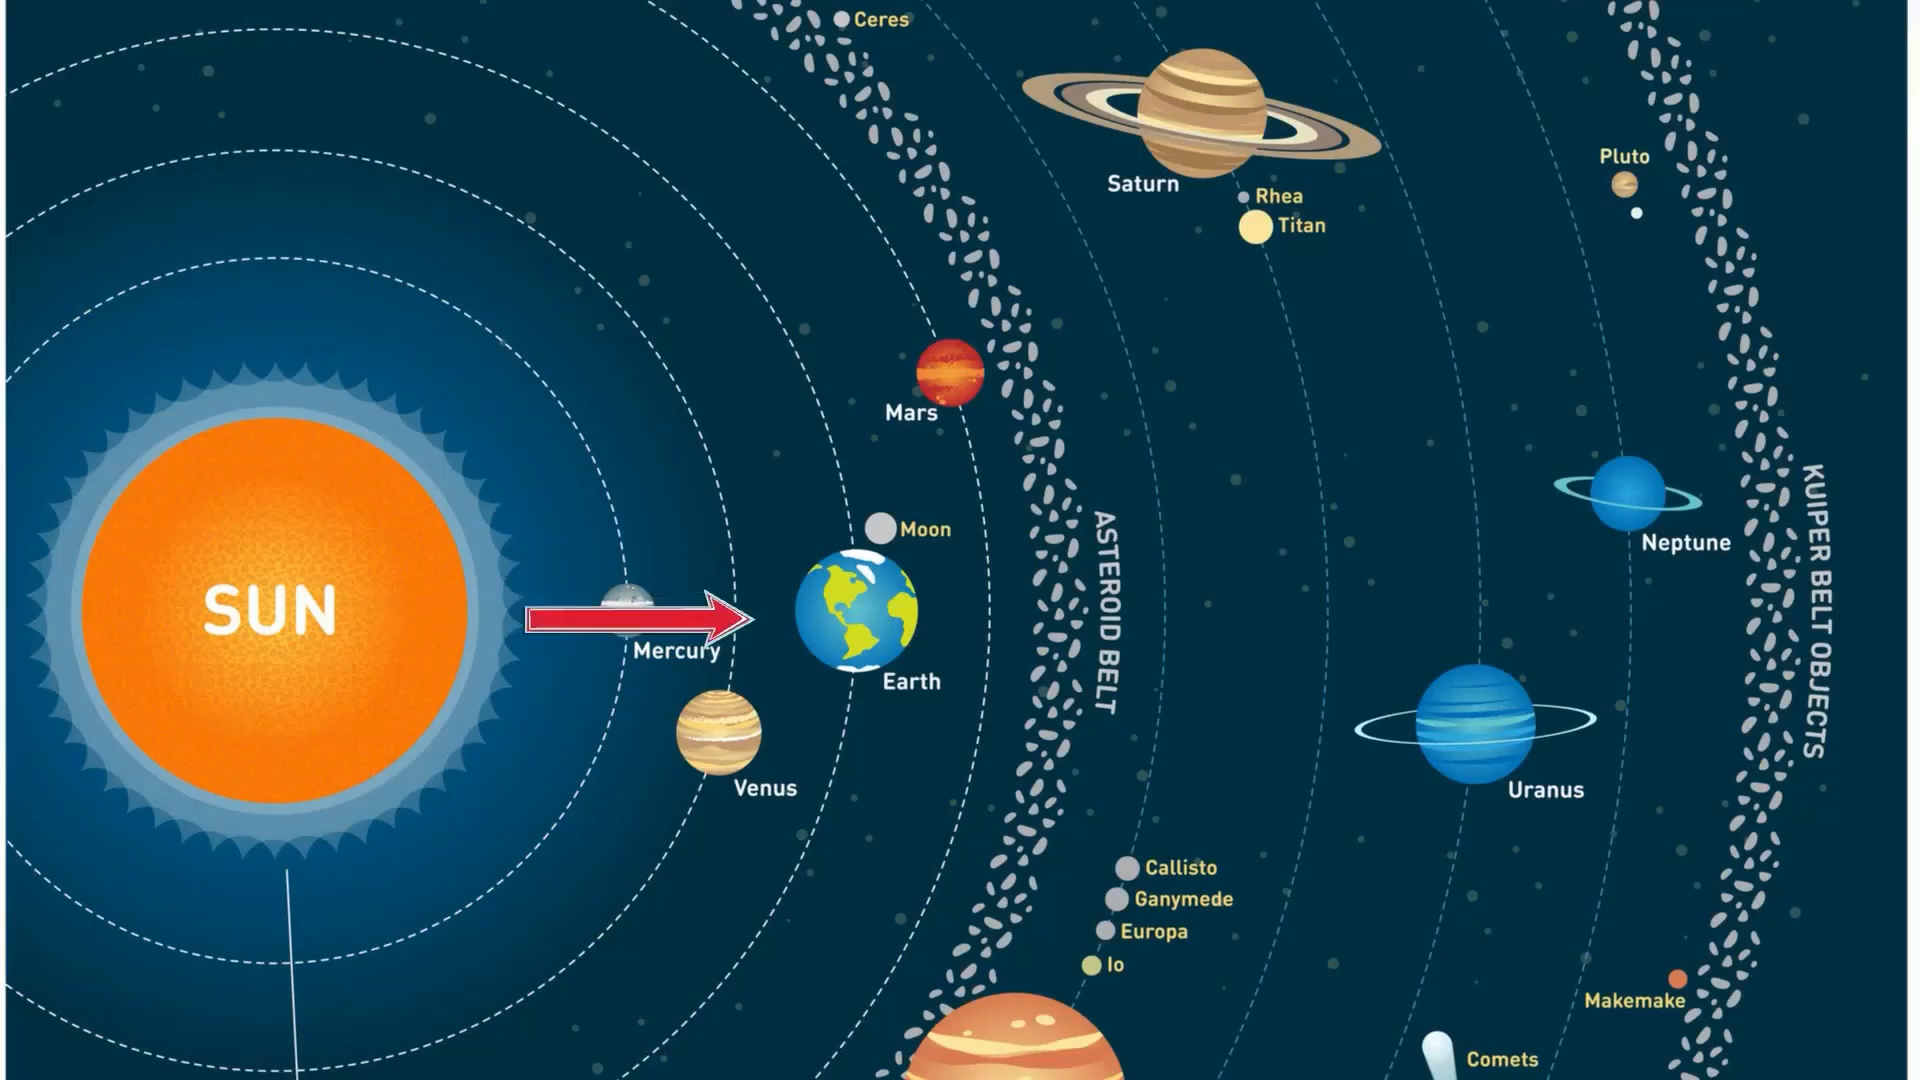 Ceres
Pluto
Saturn
Rhea
Titan
Mars
Moon
ASTEROID BELT
KUIPER BELT OBJECTS
Neptune
SUN
Mercury
Earth
Venus
Uranus
Callisto
Ganymede
Europa
Io
Makemake
Comets